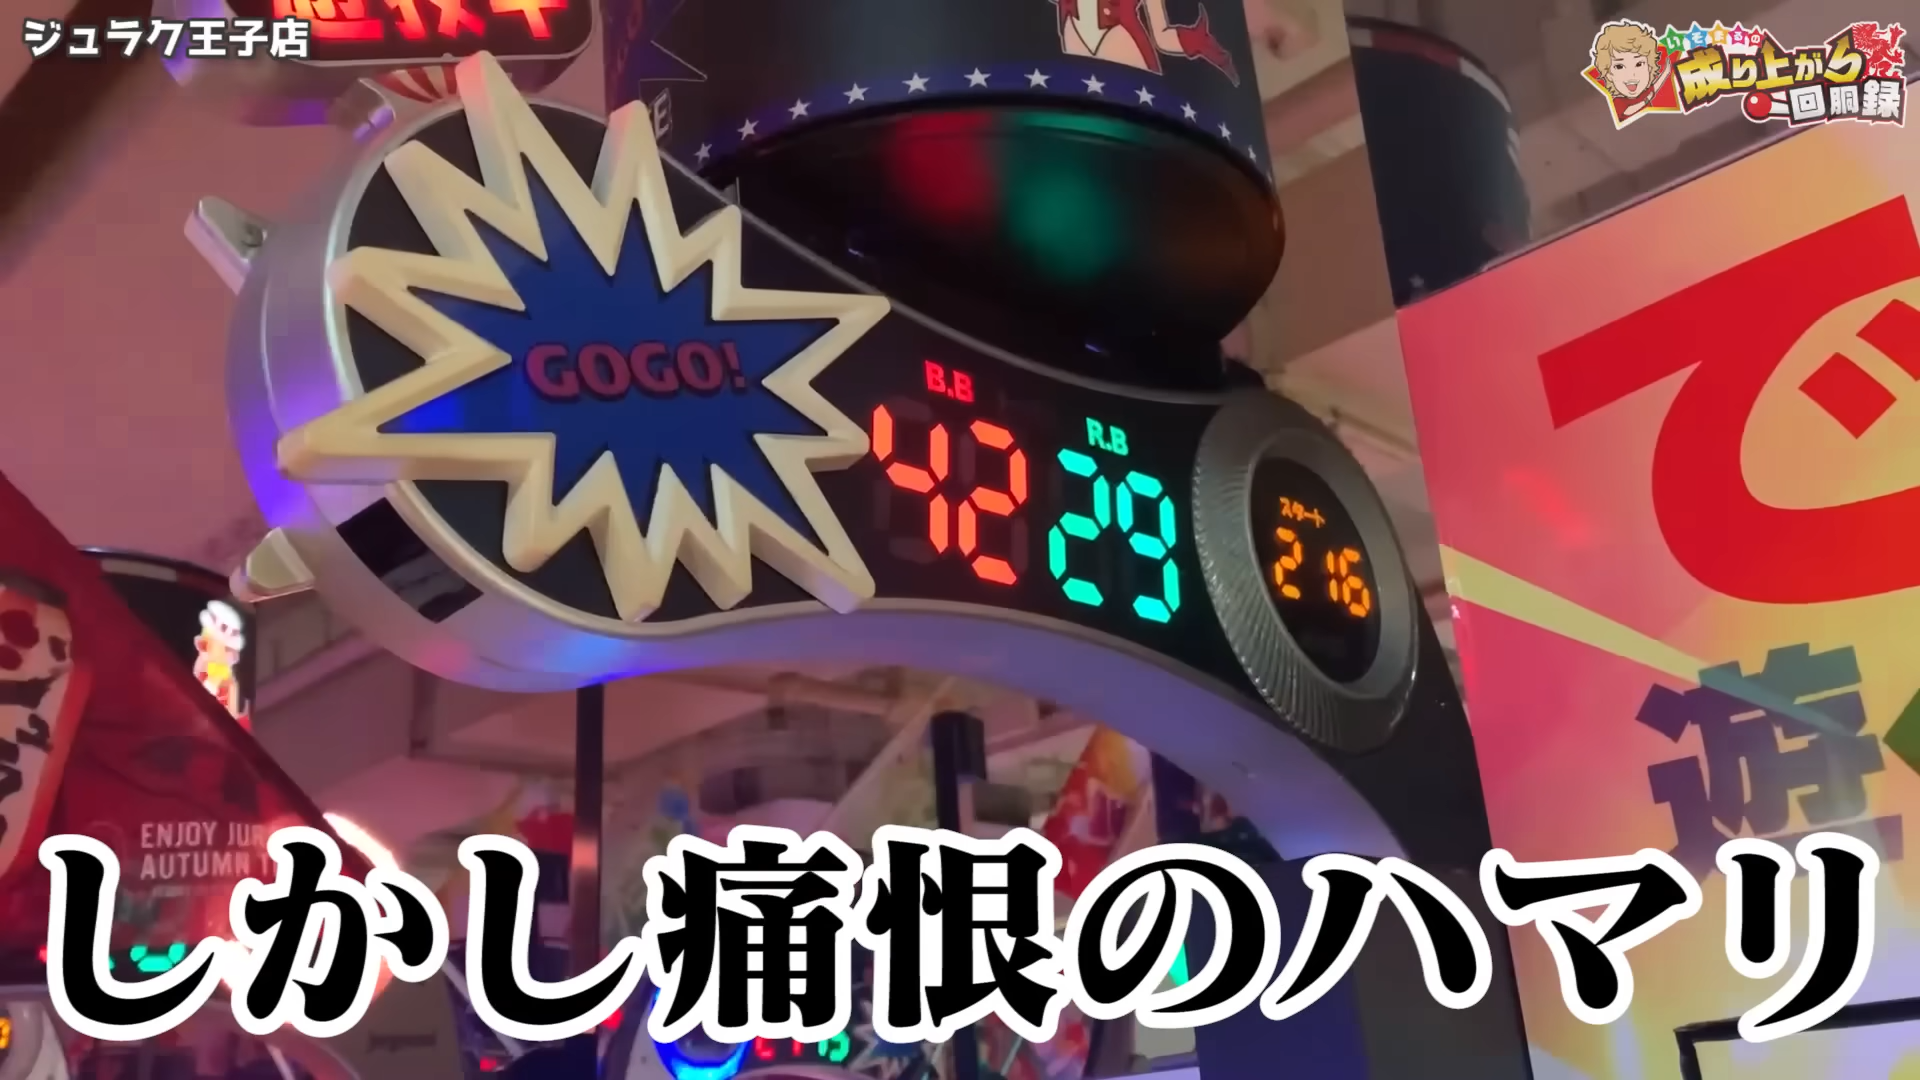 ジュラク王子店
いそまるの
成り上がり
回胴録
GOGO!
B.B
42
R.B
29
スタート
216
で
遊
ENJOY JUR
AUTUMN T
しかし痛恨のハマリ